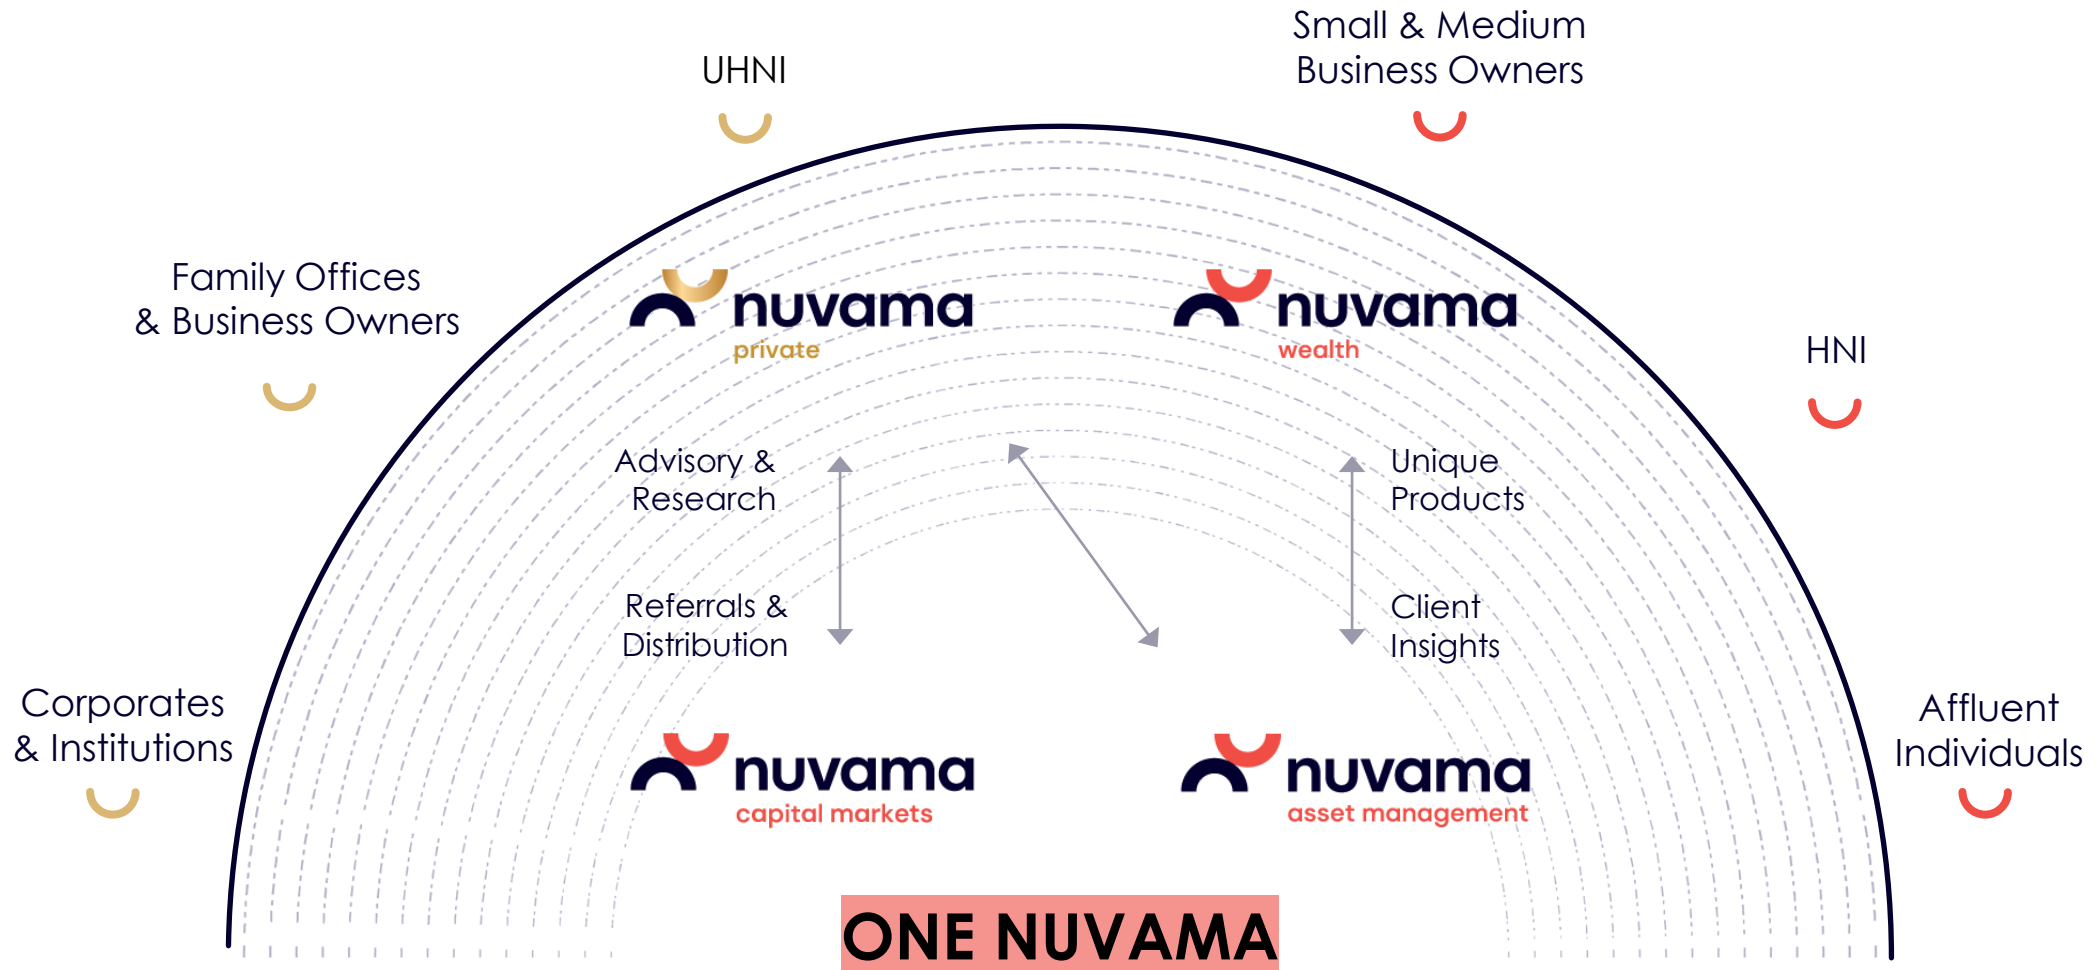 Small & Medium
Business Owners
UHNI
Family Offices
& Business Owners
nuvama
private
nuvama
wealth
HNI
Advisory &
Research
Unique
Products
Referrals &
Distribution
Client
Insights
Corporates
& Institutions
Affluent
Individuals
nuvama
capital markets
nuvama
asset management
ONE NUVAMA